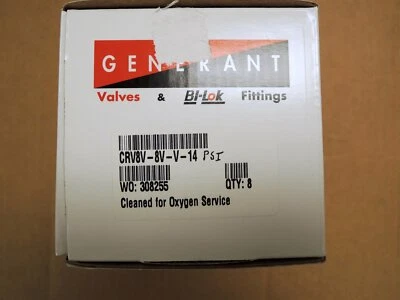 GENERANT
Valves & BI-Lok Fittings
CRV8V-8V-V-14 PSI
WO: 308255 QTY: 8
Cleaned for Oxygen Service